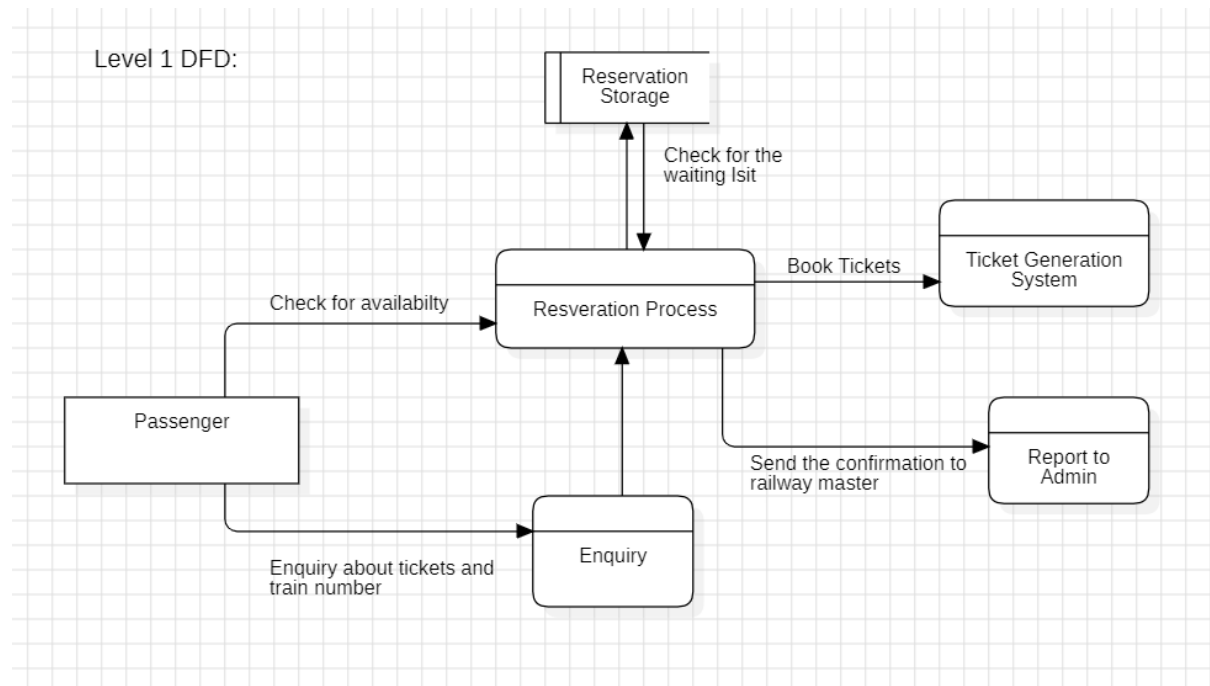 Level 1 DFD:
Reservation
Storage
Check for the
waiting lsit
Book Tickets
Ticket Generation
System
Check for availabilty
Resveration Process
Passenger
Send the confirmation to
railway master
Report to
Admin
Enquiry
Enquiry about tickets and
train number